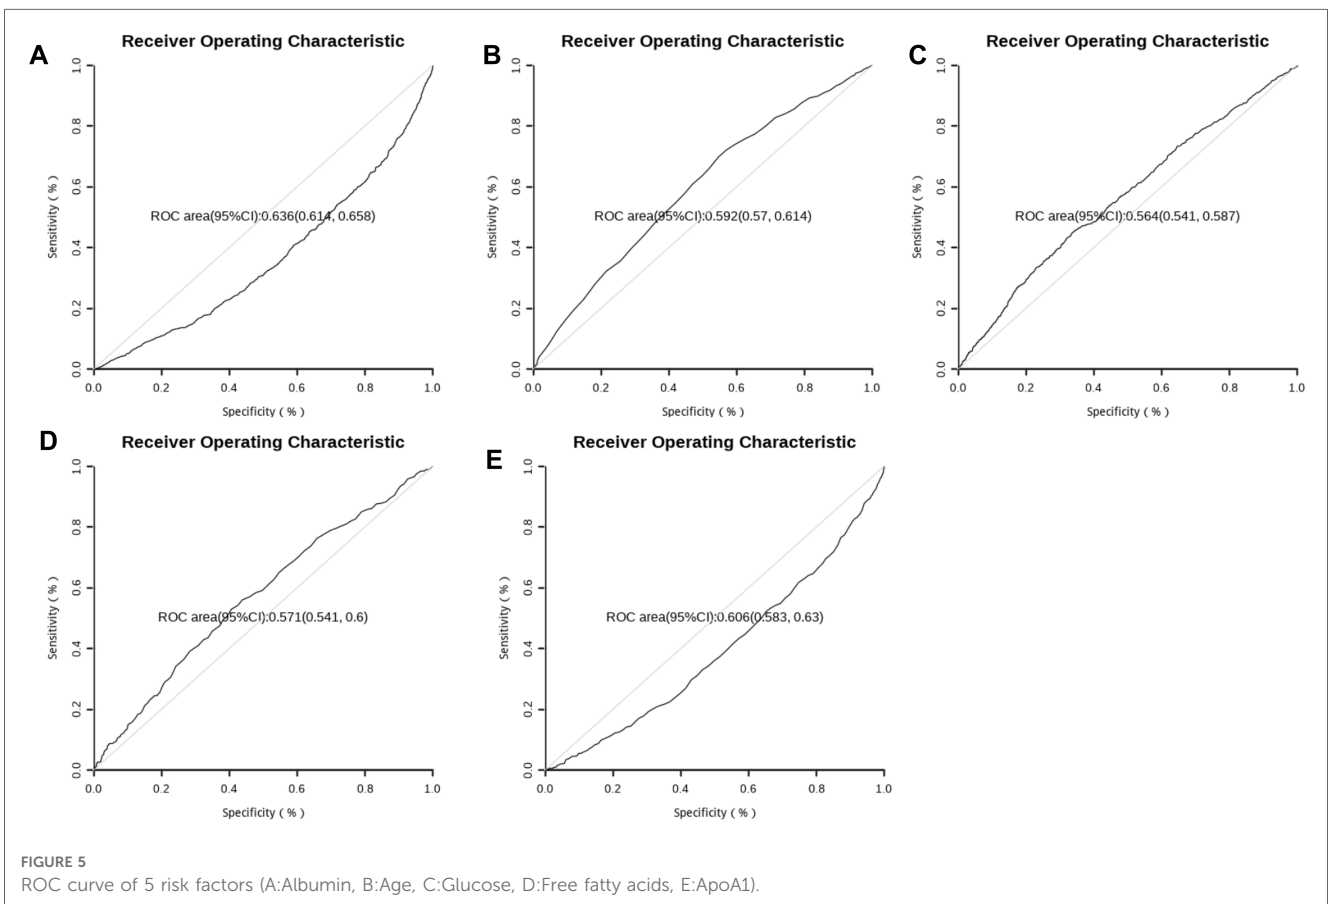 A
Receiver Operating Characteristic
1.0
0.8
0.6
0.4
0.2
0.0
Sensitivity ( % )
ROC area(95%CI):0.636(0.614, 0.658)
0.0 0.2 0.4 0.6 0.8 1.0
Specificity ( % )
B
Receiver Operating Characteristic
1.0
0.8
0.6
0.4
0.2
0.0
Sensitivity ( % )
ROC area(95%CI):0.592(0.57, 0.614)
0.0 0.2 0.4 0.6 0.8 1.0
Specificity ( % )
C
Receiver Operating Characteristic
1.0
0.8
0.6
0.4
0.2
0.0
Sensitivity ( % )
ROC area(95%CI):0.564(0.541, 0.587)
0.0 0.2 0.4 0.6 0.8 1.0
Specificity ( % )
D
Receiver Operating Characteristic
1.0
0.8
0.6
0.4
0.2
0.0
Sensitivity ( % )
ROC area(95%CI):0.571(0.541, 0.6)
0.0 0.2 0.4 0.6 0.8 1.0
Specificity ( % )
E
Receiver Operating Characteristic
1.0
0.8
0.6
0.4
0.2
0.0
Sensitivity ( % )
ROC area(95%CI):0.606(0.583, 0.63)
0.0 0.2 0.4 0.6 0.8 1.0
Specificity ( % )
FIGURE 5
ROC curve of 5 risk factors (A:Albumin, B:Age, C:Glucose, D:Free fatty acids, E:ApoA1).